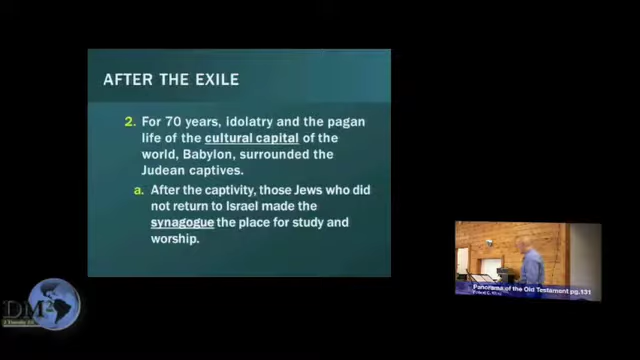 AFTER THE EXILE
2. For 70 years, idolatry and the pagan
life of the cultural capital of the
world, Babylon, surrounded the
Judean captives.
a. After the captivity, those Jews who did
not return to Israel made the
synagogue the place for study and
worship.
Panorama of the Old Testament pg.131
DM2